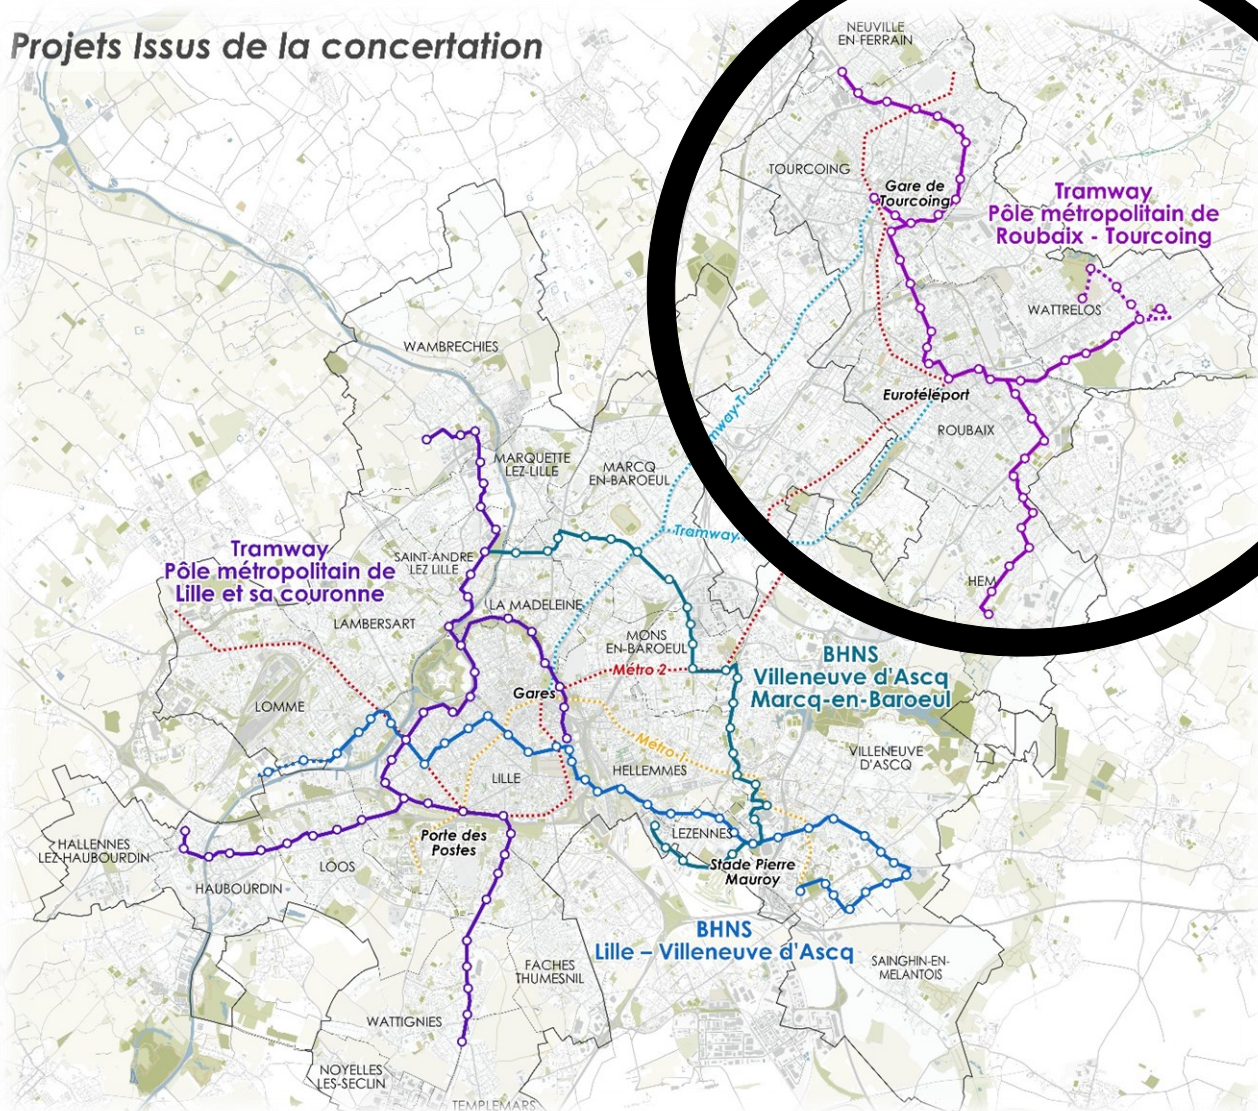 Projets Issus de la concertation
NEUVILLE
EN-FERRAIN
TOURCOING
Gare de
Tourcoing
Tramway
Pôle métropolitain de
Roubaix - Tourcoing
WATTRELOS
WAMBRECHIES
Eurotéléport
ROUBAIX
MARQUETTE
LEZ-LILLE
MARCQ
EN-BAROEUL
Tramway
Tramway
Pôle métropolitain de
Lille et sa couronne
SAINT-ANDRE
LEZ LILLE
HEM
LA MADELEINE
LAMBERSART
MONS
EN-BAROEUL
Métro 2
BHNS
Villeneuve d'Ascq
Marcq-en-Baroeul
Gares
LOMME
Métro 1
VILLENEUVE
D'ASCQ
LILLE
HELLEMMES
HALLENNES
LEZ-HAUBOURDIN
Porte des
Postes
LEZENNES
LOOS
Stade Pierre
Mauroy
HAUBOURDIN
BHNS
Lille – Villeneuve d'Ascq
FACHES
THUMESNIL
SAINGHIN-EN-
MELANTOIS
WATTIGNIES
NOYELLES
LES-SECLIN
TEMPLEMARS